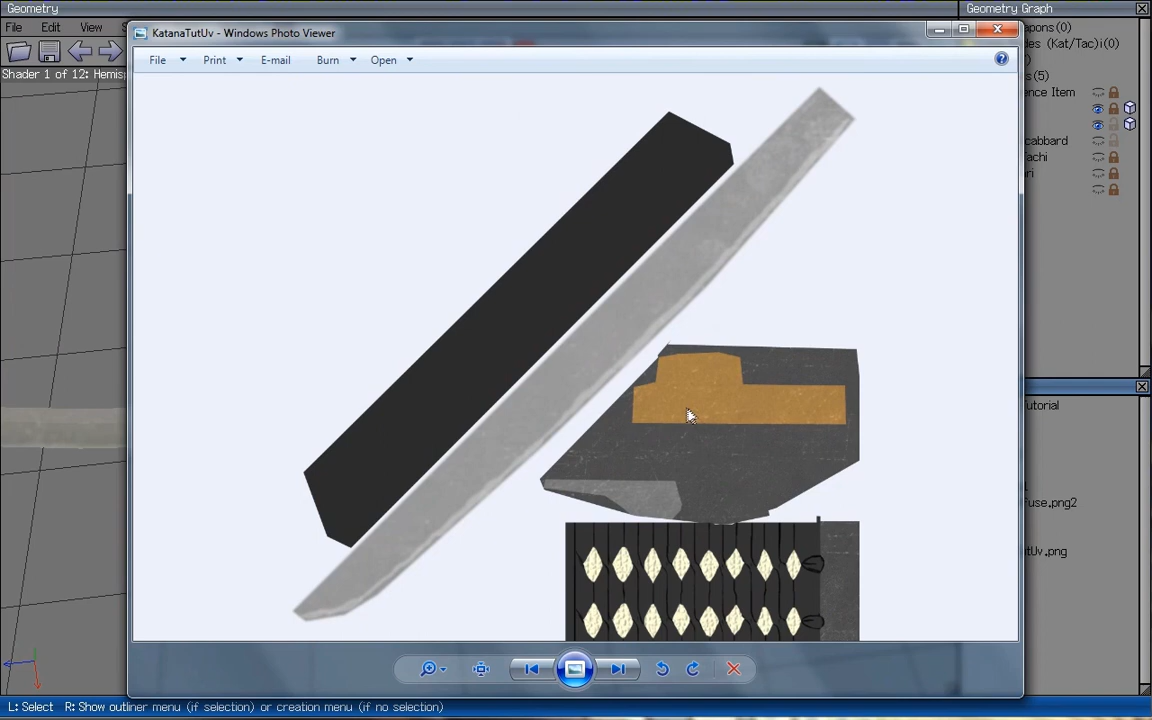 Geometry
Geometry Graph
File Edit View
KatanaTutUv - Windows Photo Viewer
File Print E-mail Burn Open
Shader 1 of 12: Hemis
apons(0)
des (Kat/Tac)i(0)
)
s(5)
ence Item
cabbard
achi
ri
utorial
l
fuse.png2
utUv.png
L: Select R: Show outliner menu (if selection) or creation menu (if no selection)